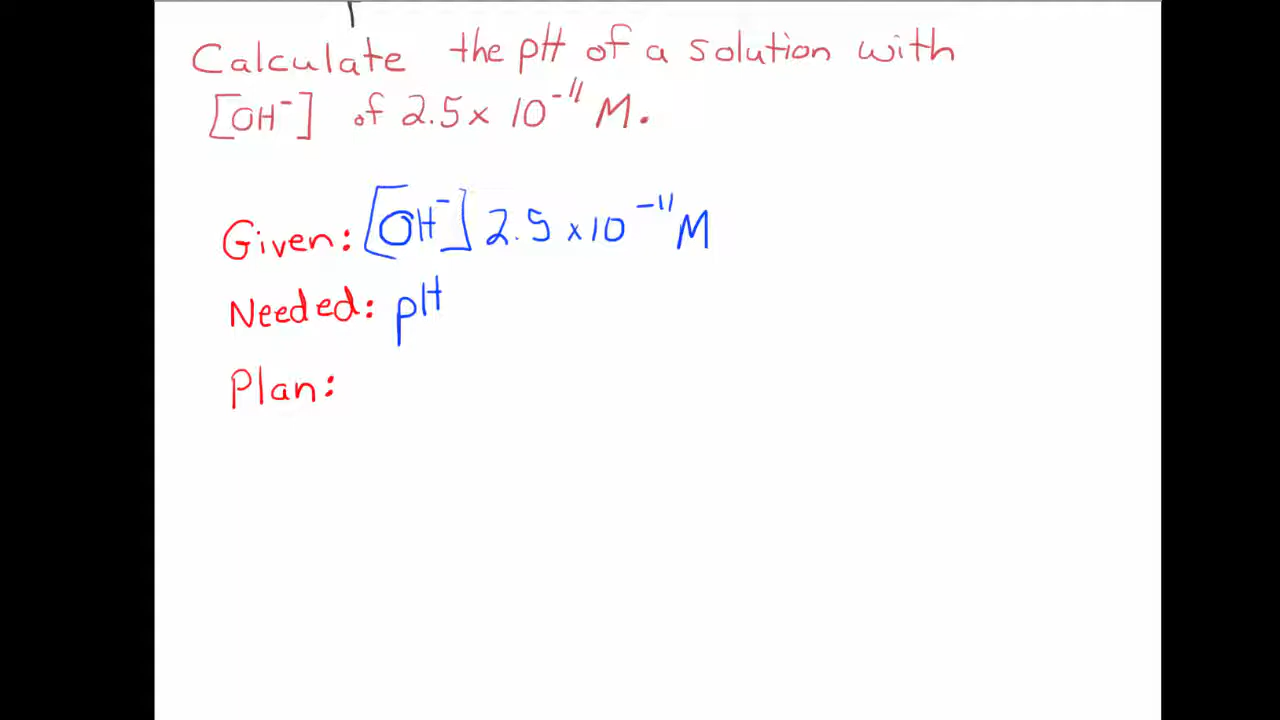 Calculate the pH of a solution with
[OH⁻] of 2.5 x 10⁻¹¹ M.
Given: [OH⁻] 2.5 x 10⁻¹¹ M
Needed: pH
Plan: